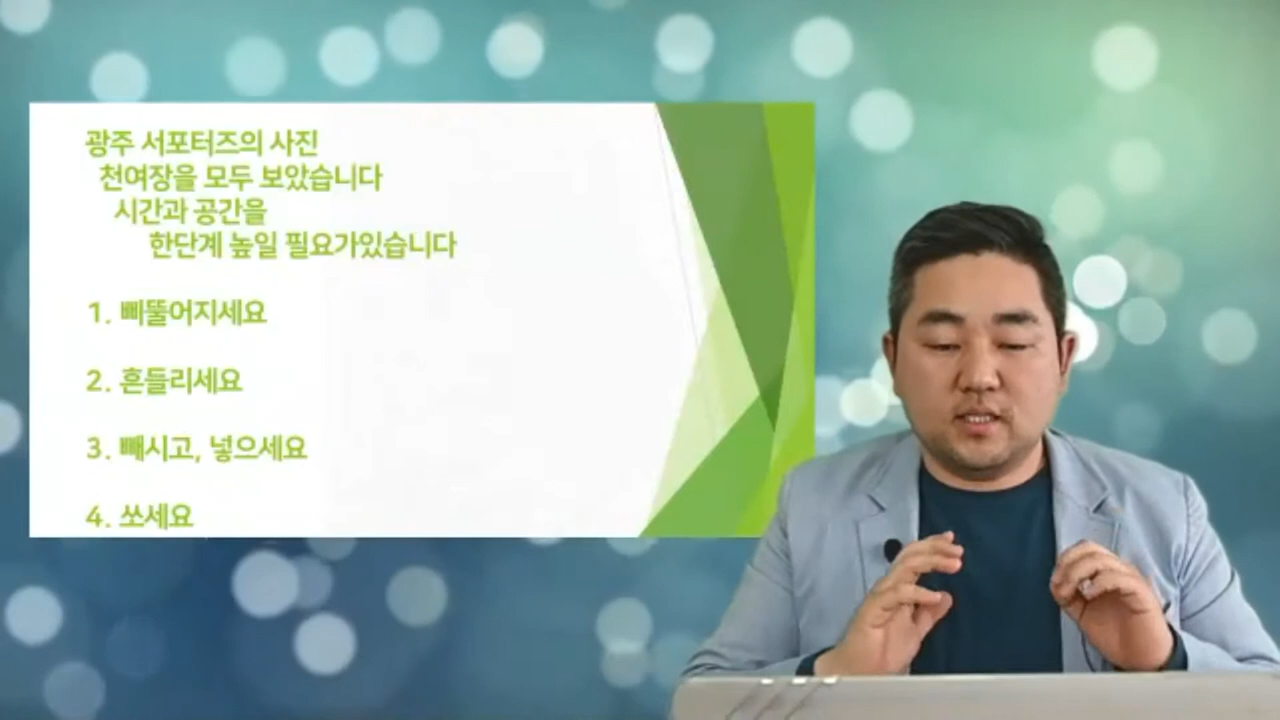 광주 서포터즈의 사진
천여장을 모두 보았습니다
시간과 공간을
한단계 높일 필요가있습니다
1. 삐뚤어지세요
2. 흔들리세요
3. 빼시고, 넣으세요
4. 쏘세요